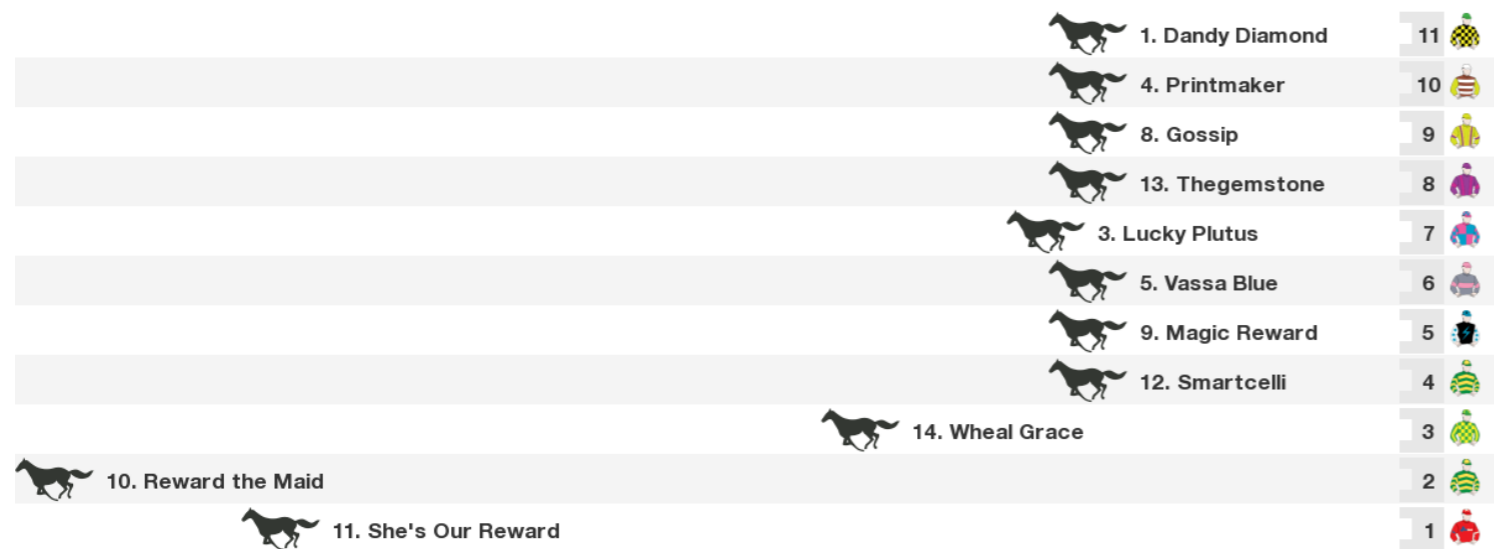 1. Dandy Diamond 11
4. Printmaker 10
8. Gossip 9
13. Thegemstone 8
3. Lucky Plutus 7
5. Vassa Blue 6
9. Magic Reward 5
12. Smartcelli 4
14. Wheal Grace 3
10. Reward the Maid 2
11. She's Our Reward 1